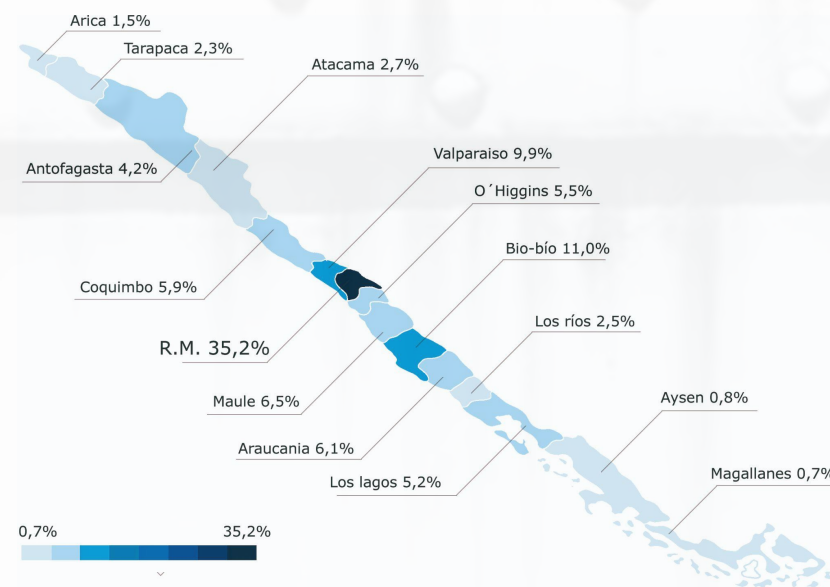 Arica 1,5%
Tarapaca 2,3%
Atacama 2,7%
Antofagasta 4,2%
Valparaiso 9,9%
O´Higgins 5,5%
Bio-bío 11,0%
Coquimbo 5,9%
Los ríos 2,5%
R.M. 35,2%
Maule 6,5%
Aysen 0,8%
Araucania 6,1%
Magallanes 0,7%
Los lagos 5,2%
0,7%
35,2%